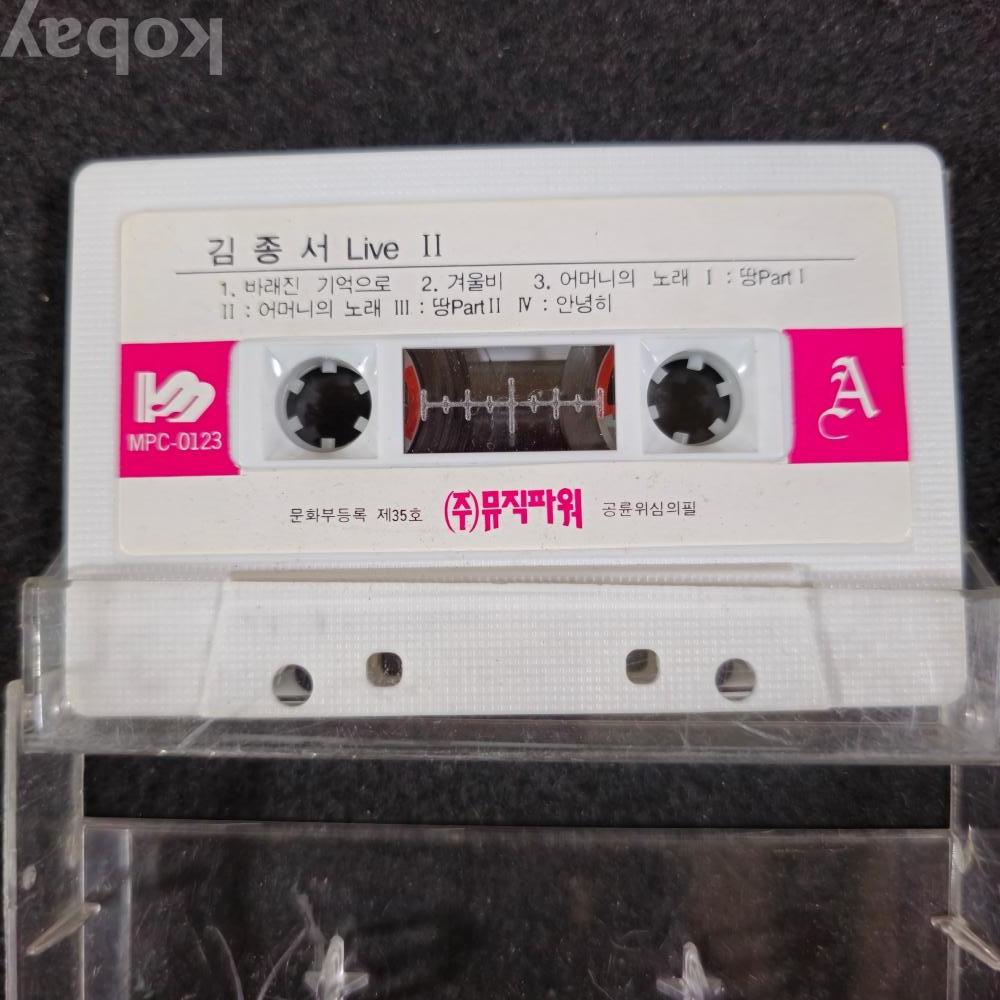 kobay
김종서 Live II
1. 바래진 기억으로 2. 겨울비 3. 어머니의 노래 I : 땅Part I
II : 어머니의 노래 III : 땅Part II IV : 안녕히
MPC-0123
A
문화부등록 제35호 (주)뮤직파워 공륜위심의필